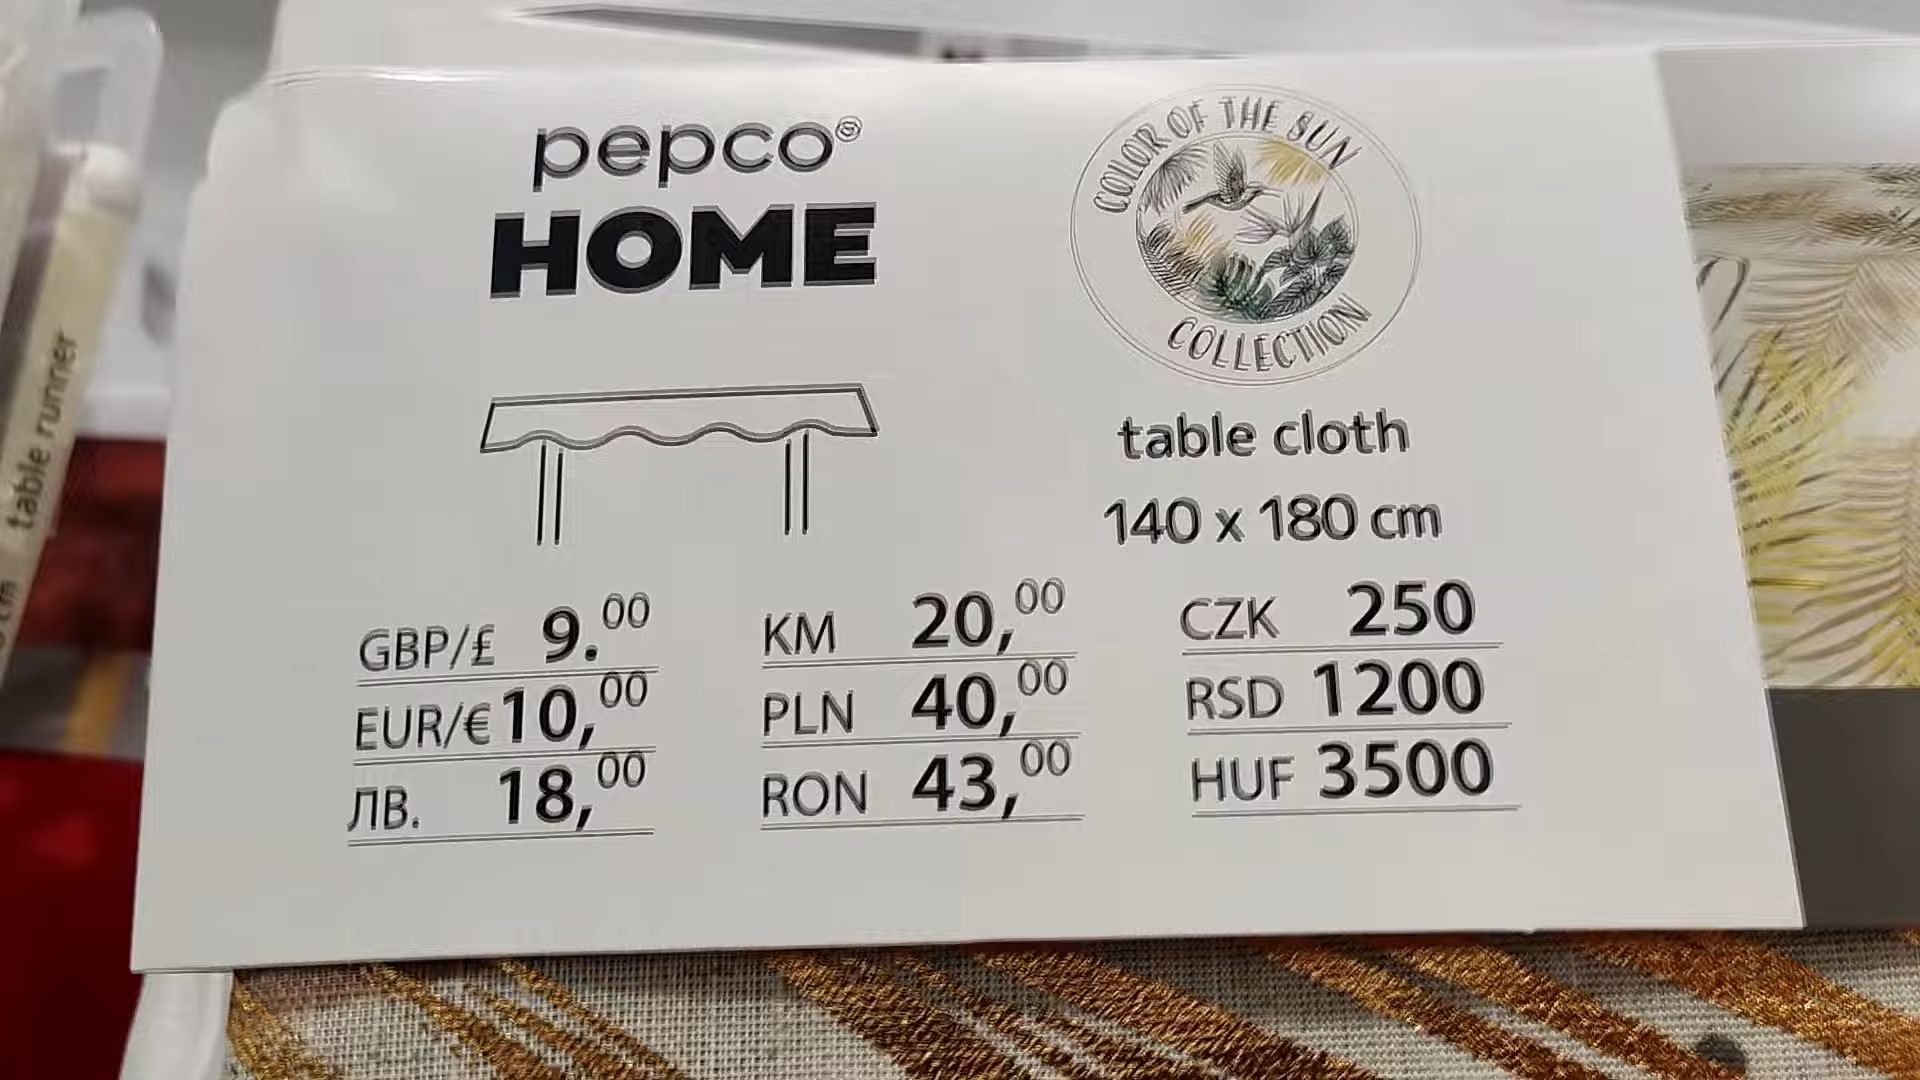 pepco®
HOME
COLOR OF THE SUN
COLLECTION
table cloth
140 x 180 cm
GBP/£ 9.00
EUR/€ 10,00
ЛВ. 18,00
KM 20,00
PLN 40,00
RON 43,00
CZK 250
RSD 1200
HUF 3500
table runner
cm